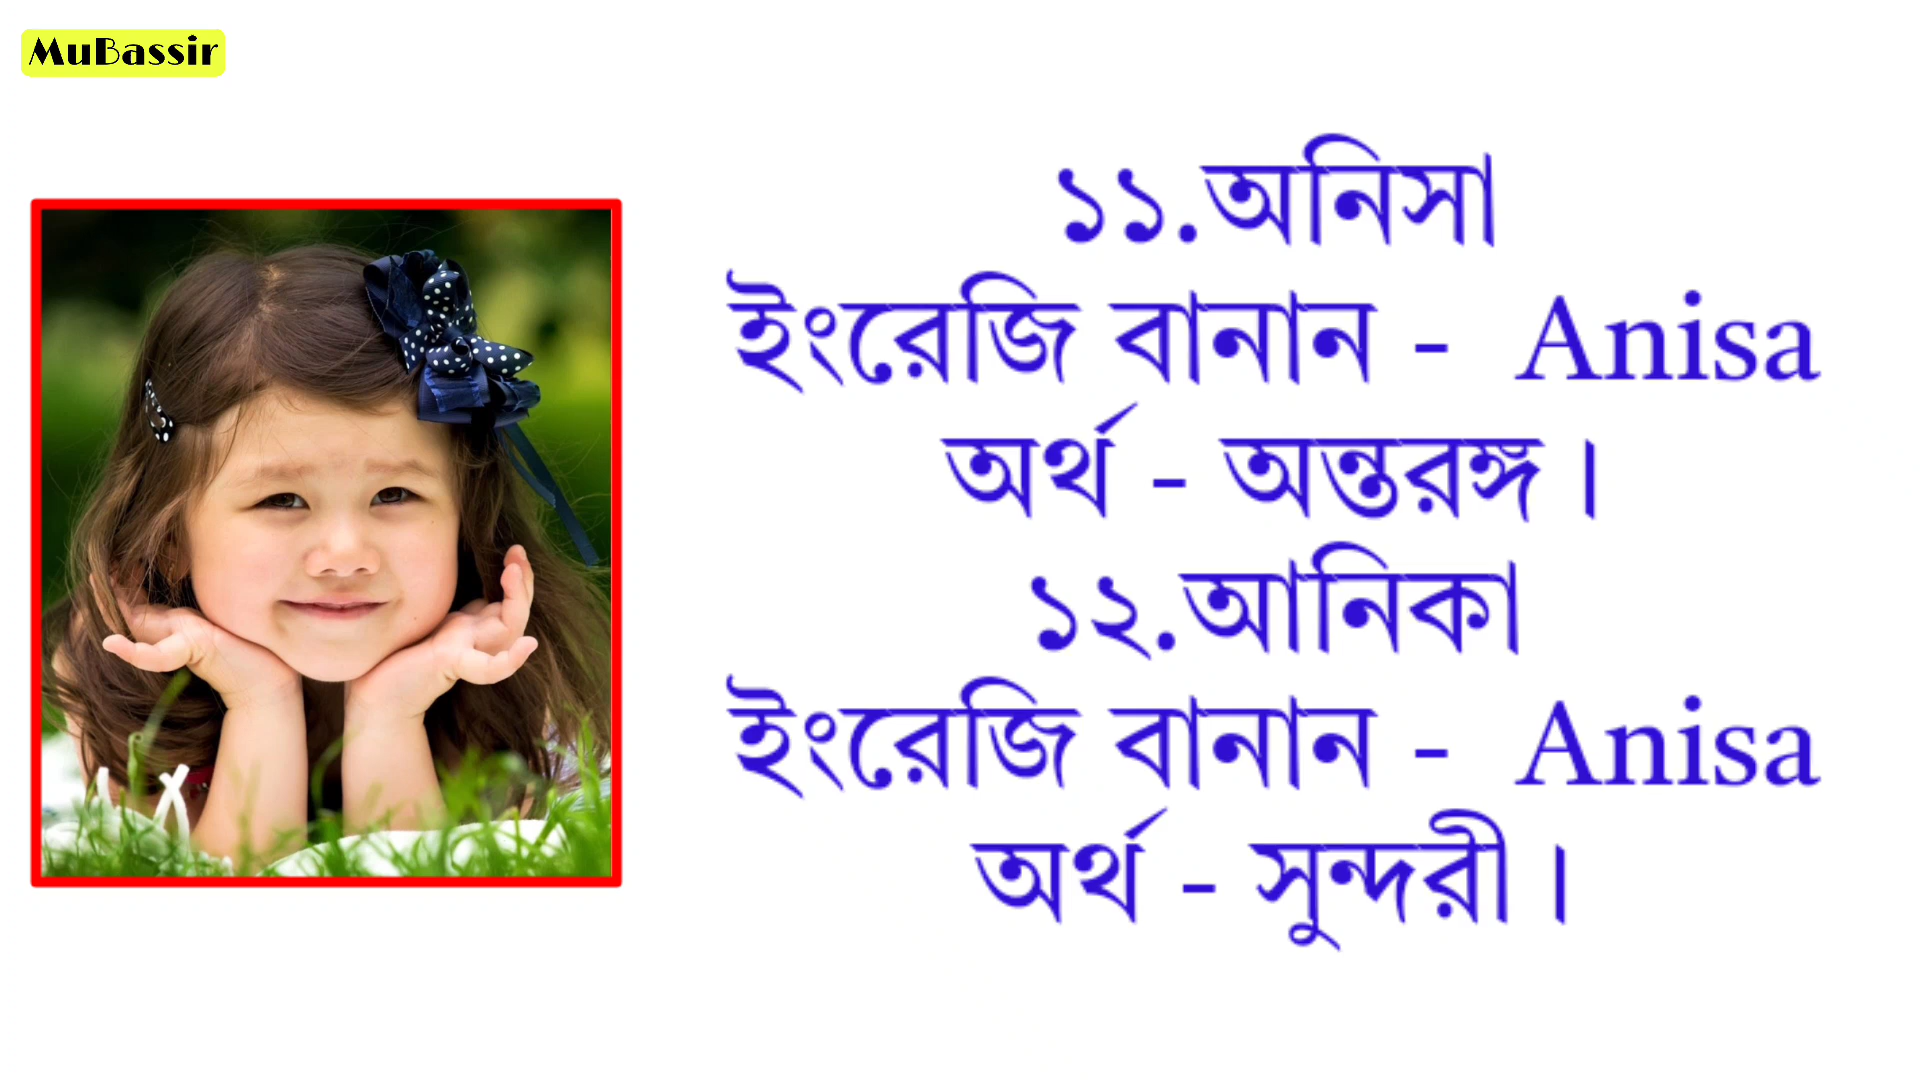 MuBassir
১১.অনিসা
ইংরেজি বানান - Anisa
অর্থ - অন্তরঙ্গ ।
১২.আনিকা
ইংরেজি বানান - Anisa
অর্থ - সুন্দরী ।